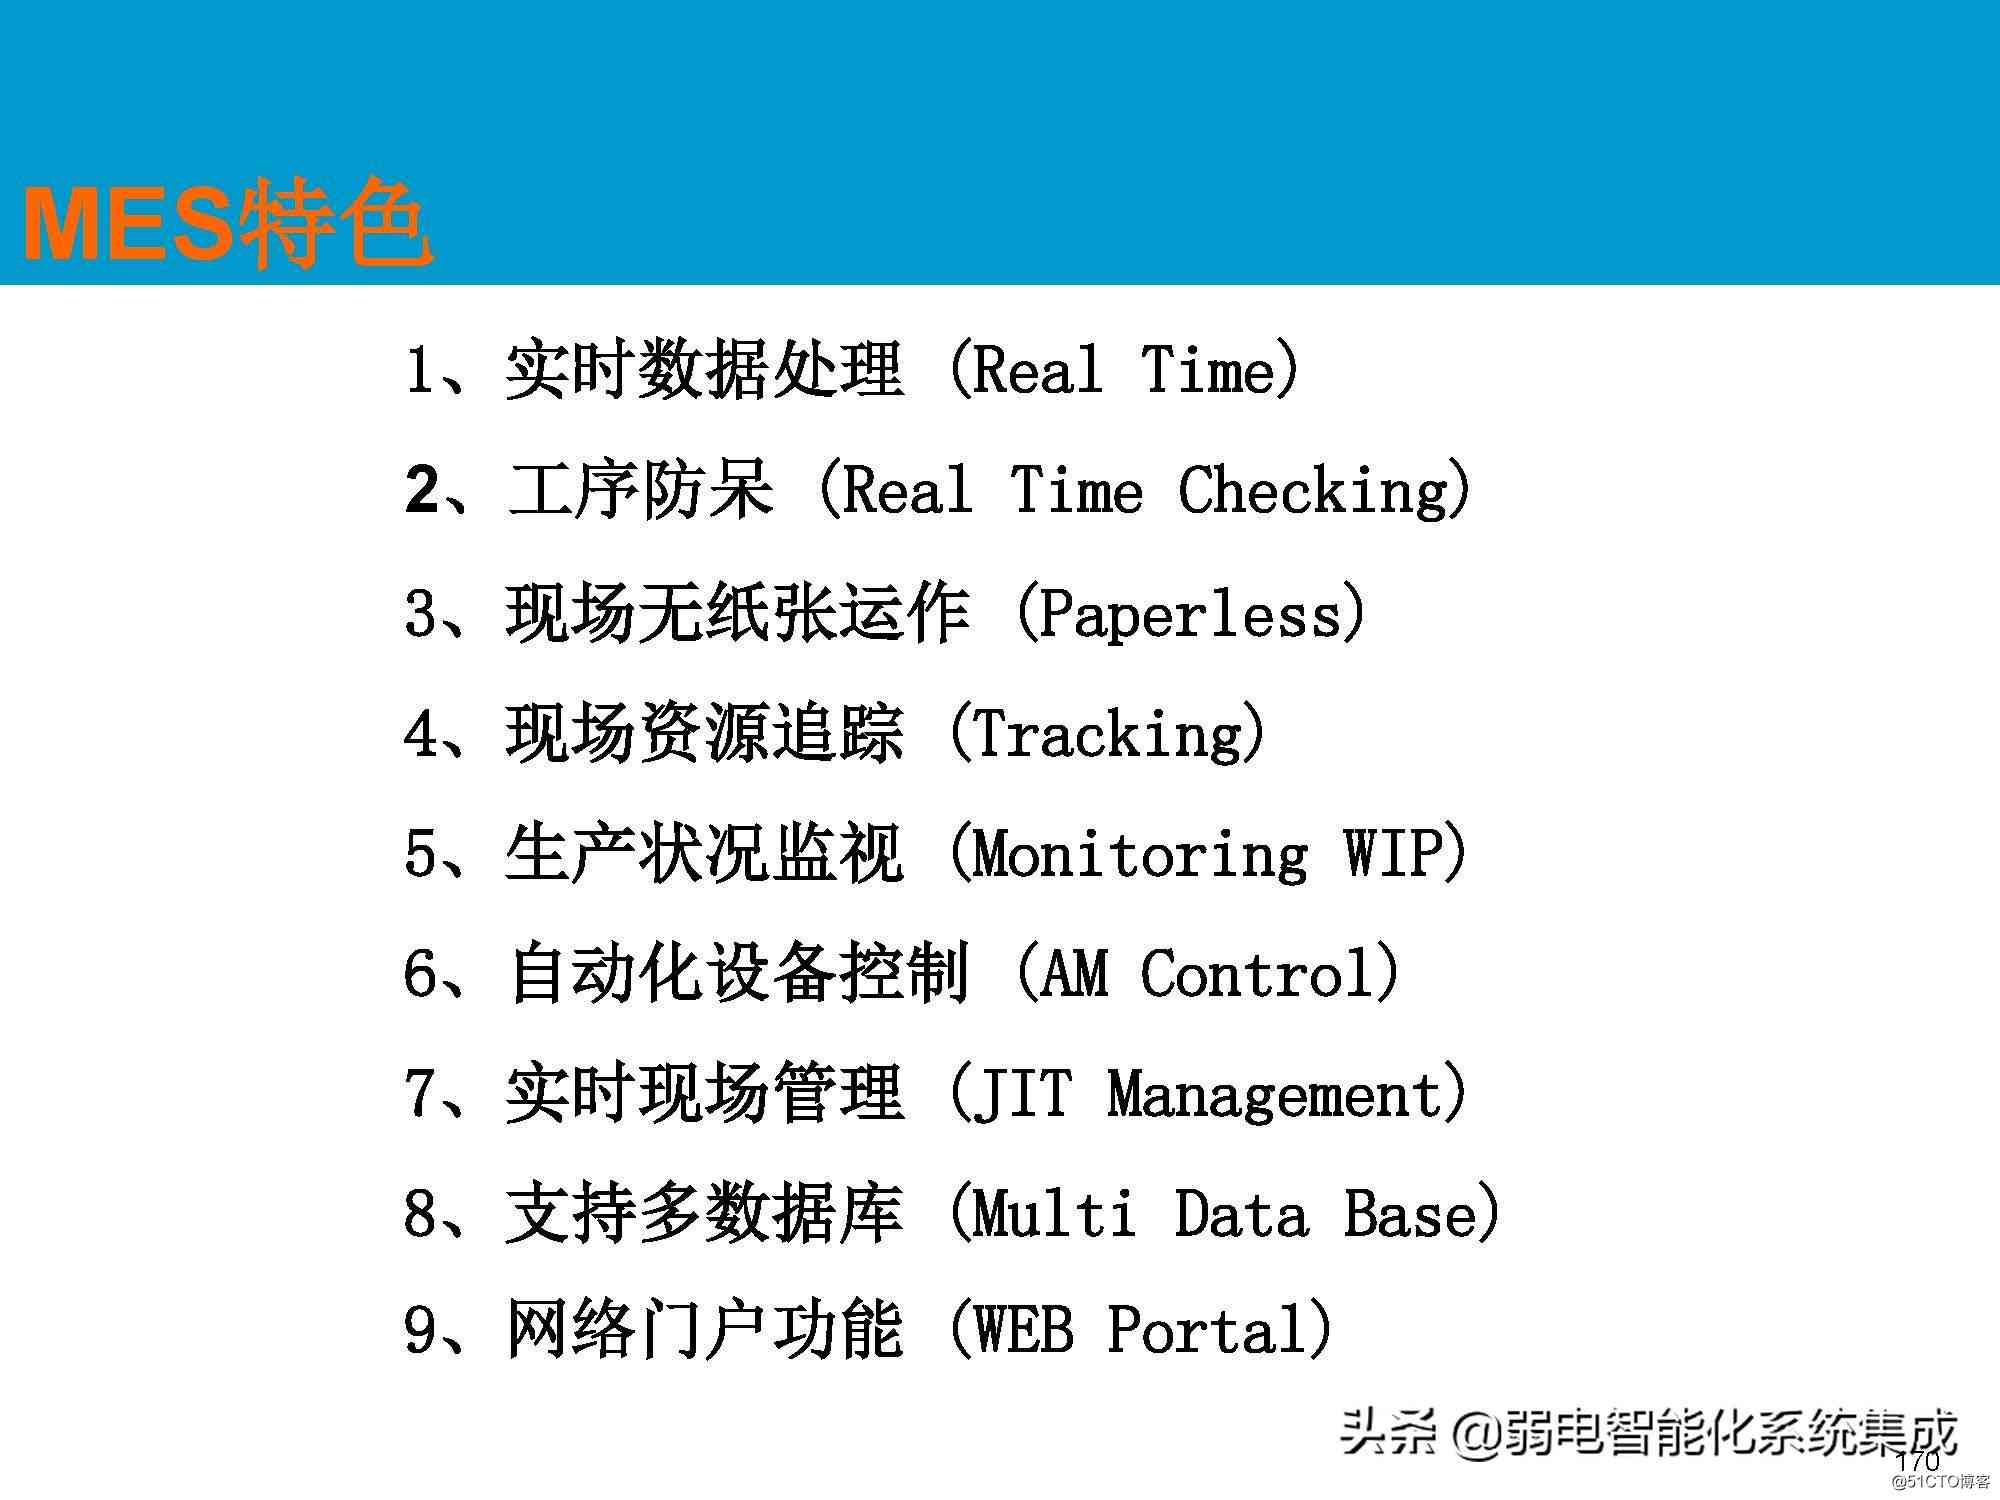 MES特色
1、实时数据处理 (Real Time)
2、工序防呆 (Real Time Checking)
3、现场无纸张运作 (Paperless)
4、现场资源追踪 (Tracking)
5、生产状况监视 (Monitoring WIP)
6、自动化设备控制 (AM Control)
7、实时现场管理 (JIT Management)
8、支持多数据库 (Multi Data Base)
9、网络门户功能 (WEB Portal)
头条 @弱电智能化系统集成
170
@51CTO博客